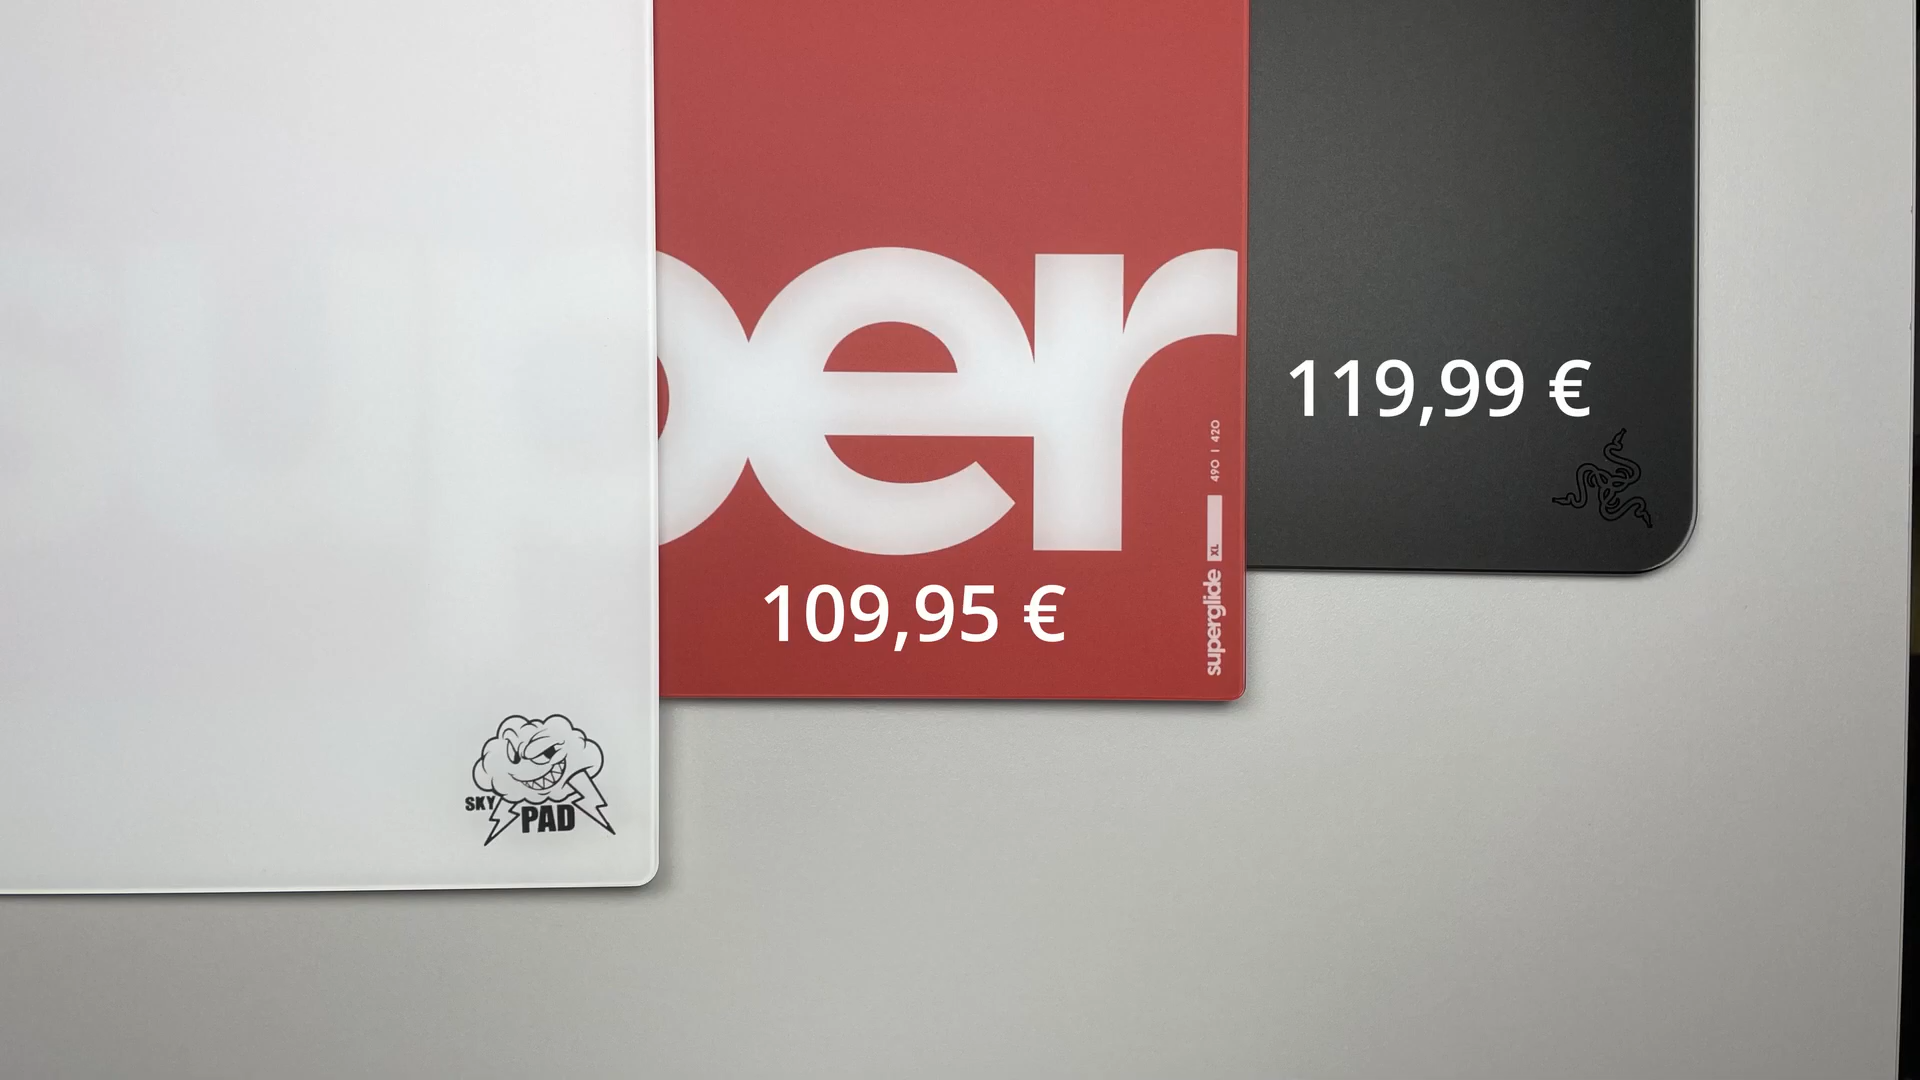 per
119,99 €
109,95 €
superglide XL 490 | 420
SKY
PAD